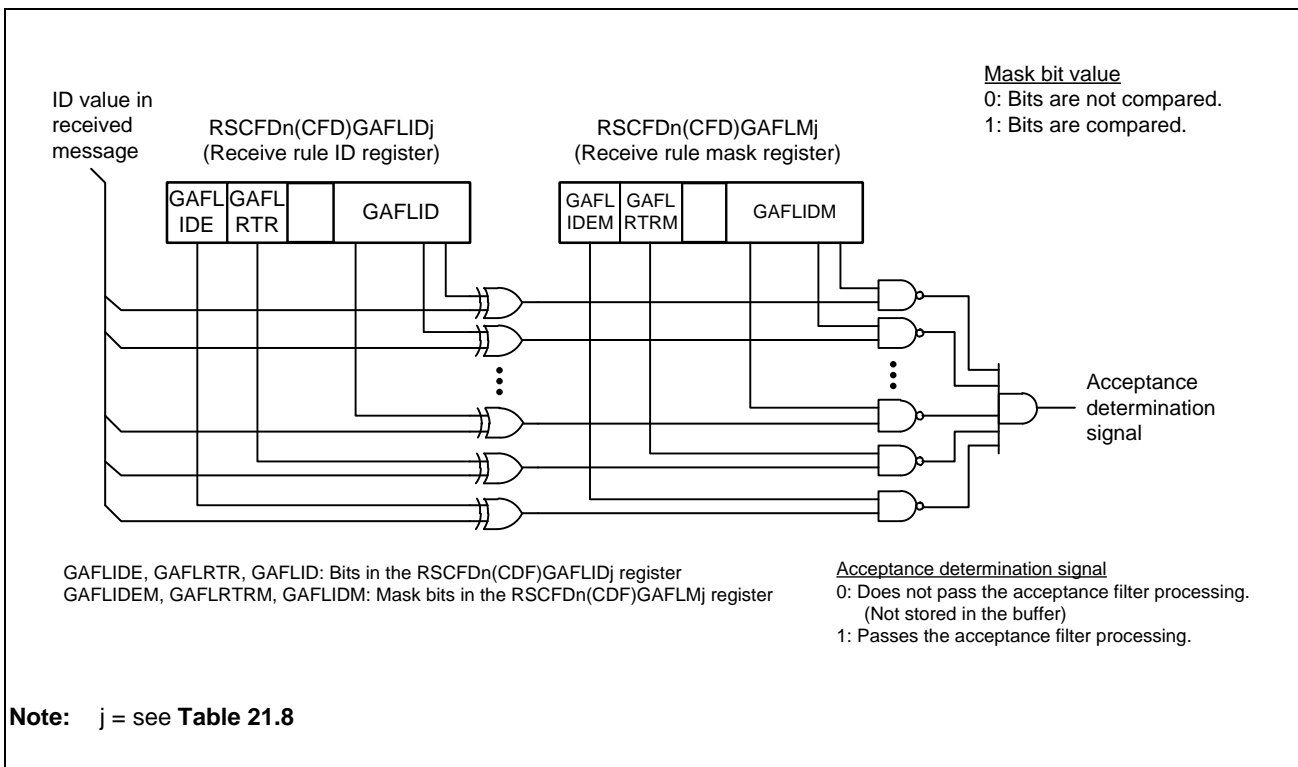 ID value in
received
message
RSCFDn(CFD)GAFLIDj
(Receive rule ID register)
RSCFDn(CFD)GAFLMj
(Receive rule mask register)
Mask bit value
0: Bits are not compared.
1: Bits are compared.
GAFL
IDE
GAFL
RTR
GAFLID
GAFL
IDEM
GAFL
RTRM
GAFLIDM
Acceptance
determination
signal
GAFLIDE, GAFLRTR, GAFLID: Bits in the RSCFDn(CDF)GAFLIDj register
GAFLIDEM, GAFLRTRM, GAFLIDM: Mask bits in the RSCFDn(CDF)GAFLMj register
Acceptance determination signal
0: Does not pass the acceptance filter processing.
(Not stored in the buffer)
1: Passes the acceptance filter processing.
Note: j = see Table 21.8